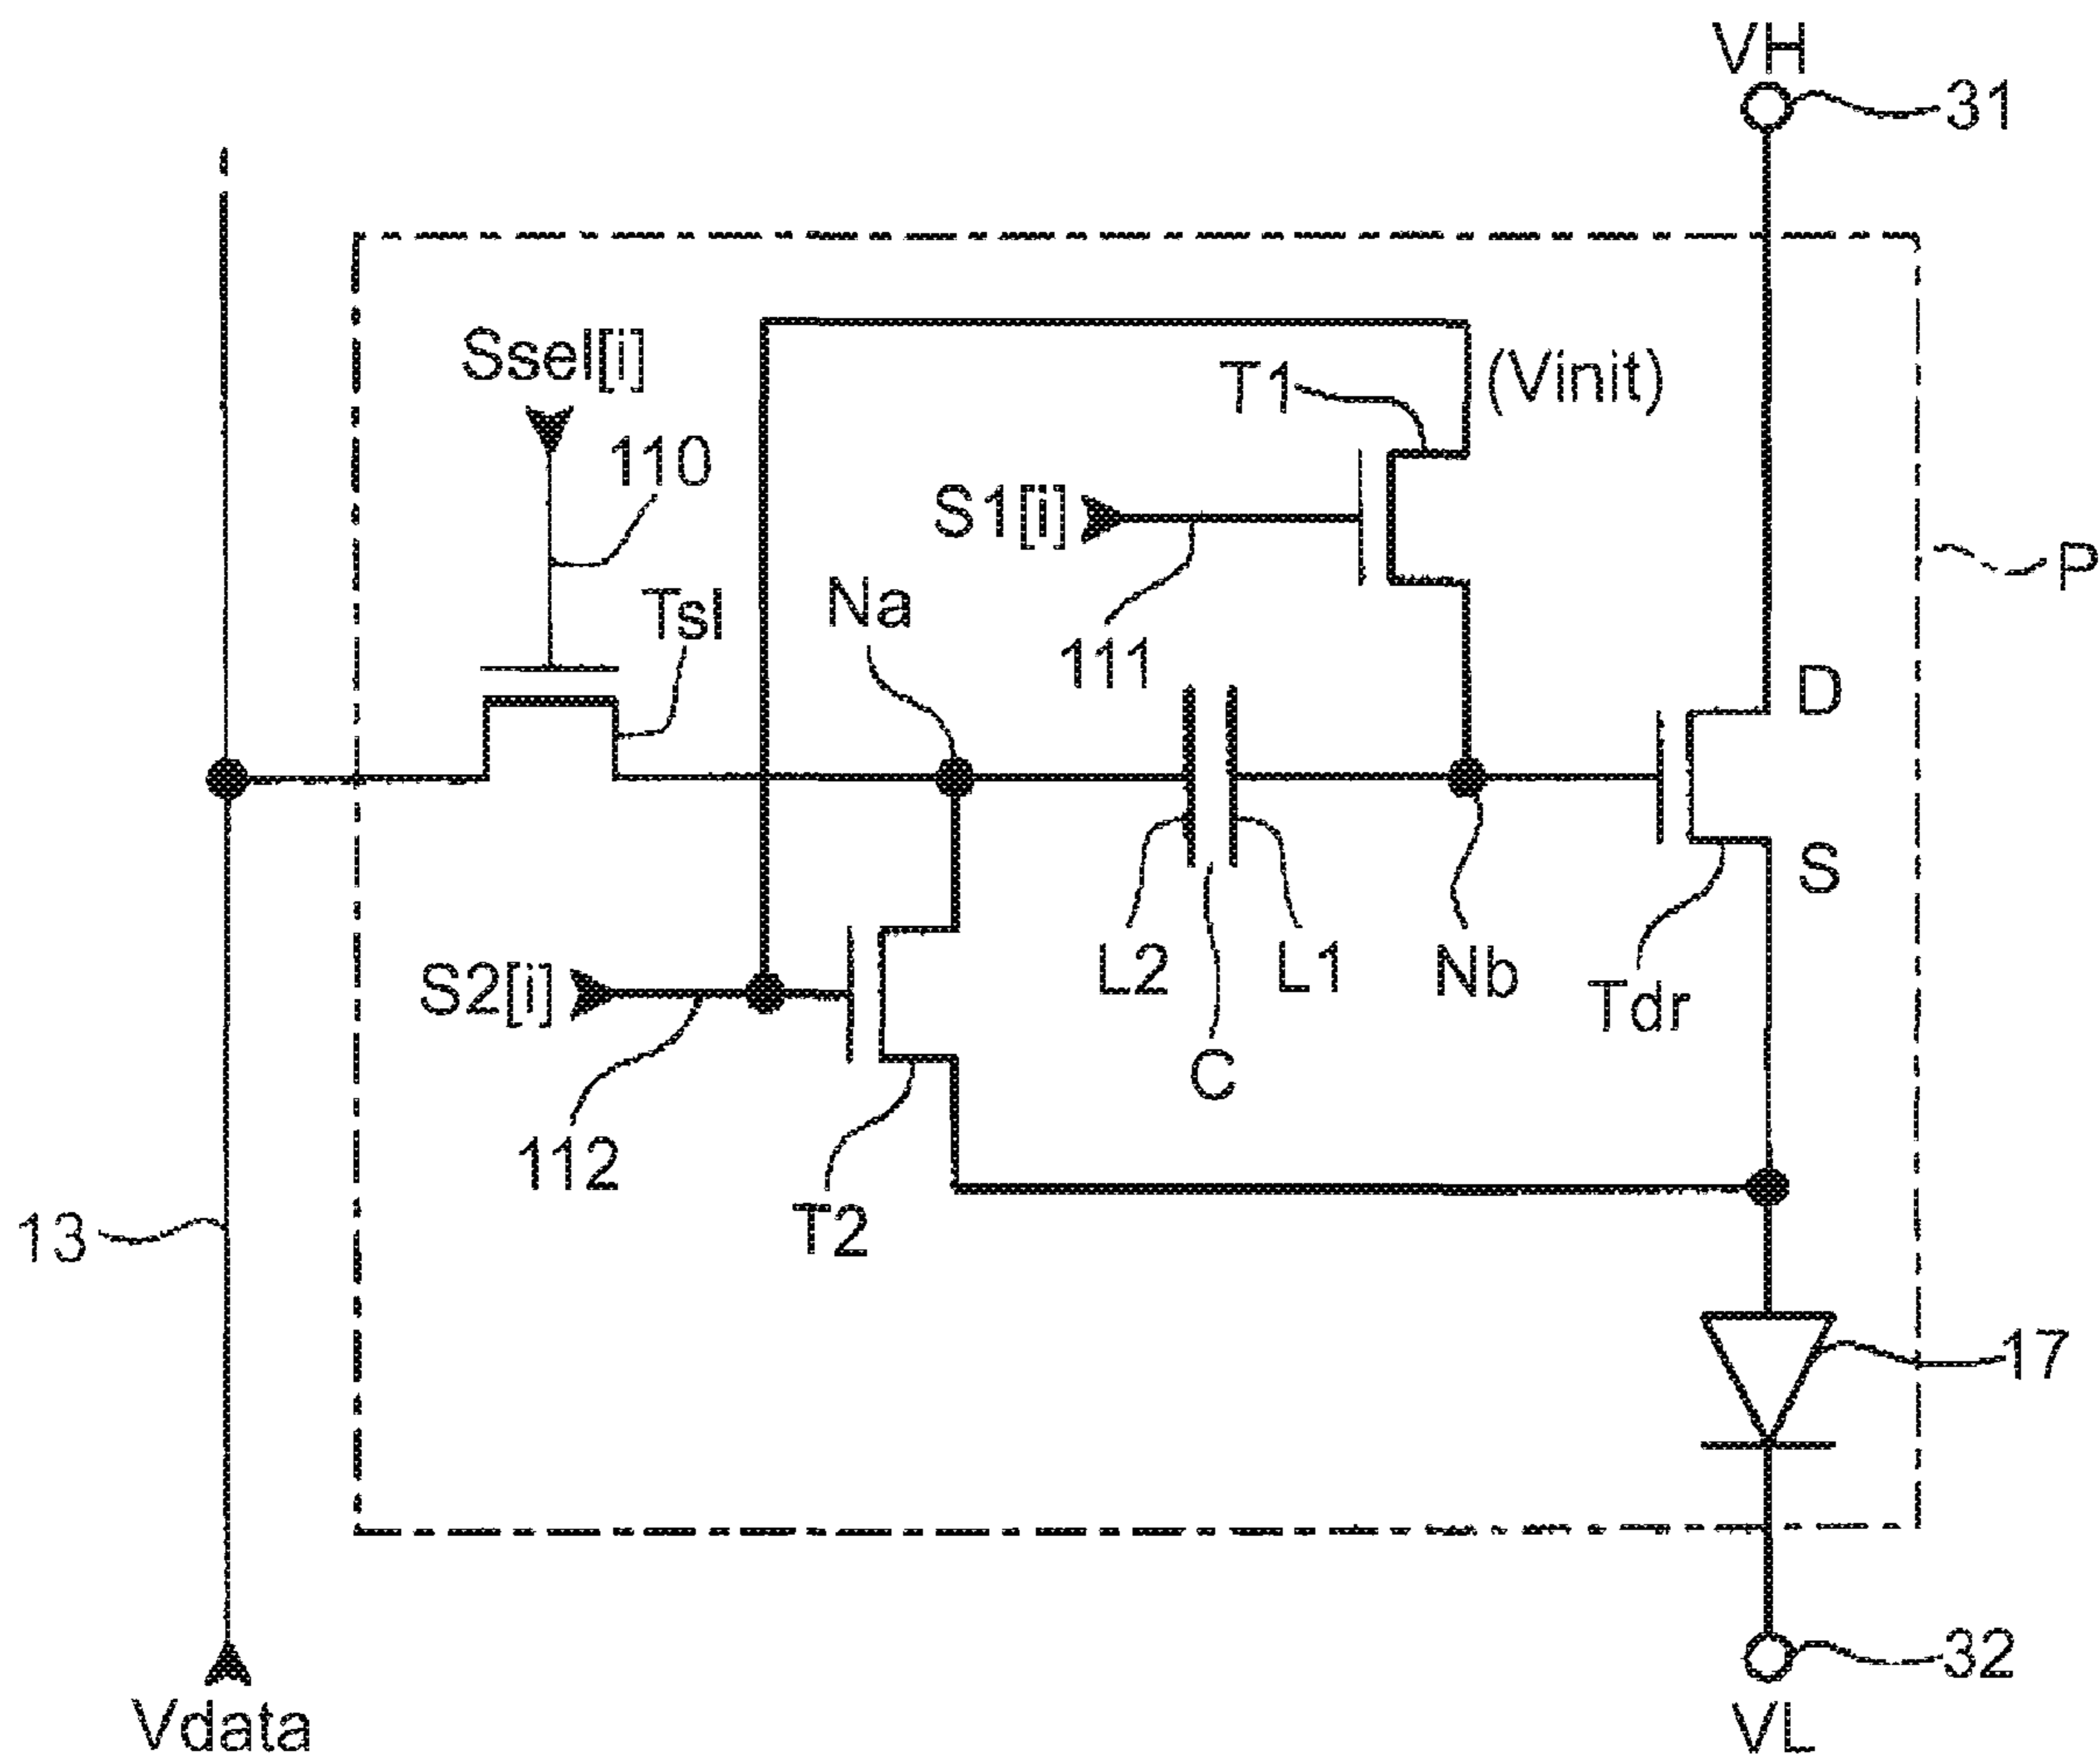 VH
31
Ssel[i]
110
T1
(Vinit)
S1[i]
P
Tsl
Na
111
D
S
L2
L1
Nb
Tdr
S2[i]
C
112
T2
13
17
32
Vdata
VL